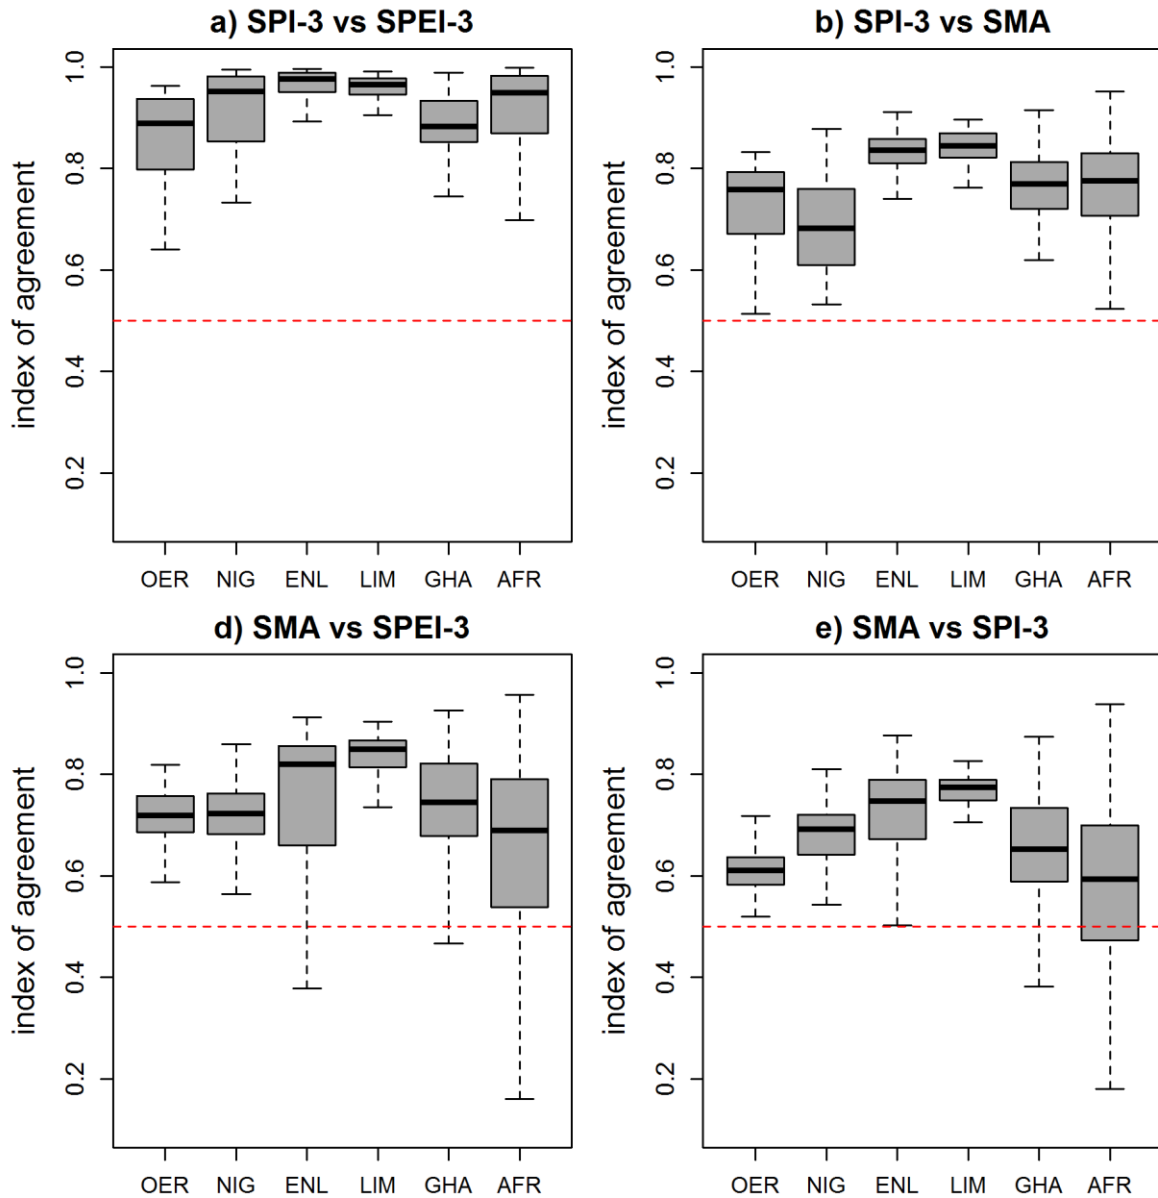 a) SPI-3 vs SPEI-3
index of agreement
1.0
0.8
0.6
0.4
0.2
OER NIG ENL LIM GHA AFR
b) SPI-3 vs SMA
index of agreement
1.0
0.8
0.6
0.4
0.2
OER NIG ENL LIM GHA AFR
d) SMA vs SPEI-3
index of agreement
1.0
0.8
0.6
0.4
0.2
OER NIG ENL LIM GHA AFR
e) SMA vs SPI-3
index of agreement
1.0
0.8
0.6
0.4
0.2
OER NIG ENL LIM GHA AFR